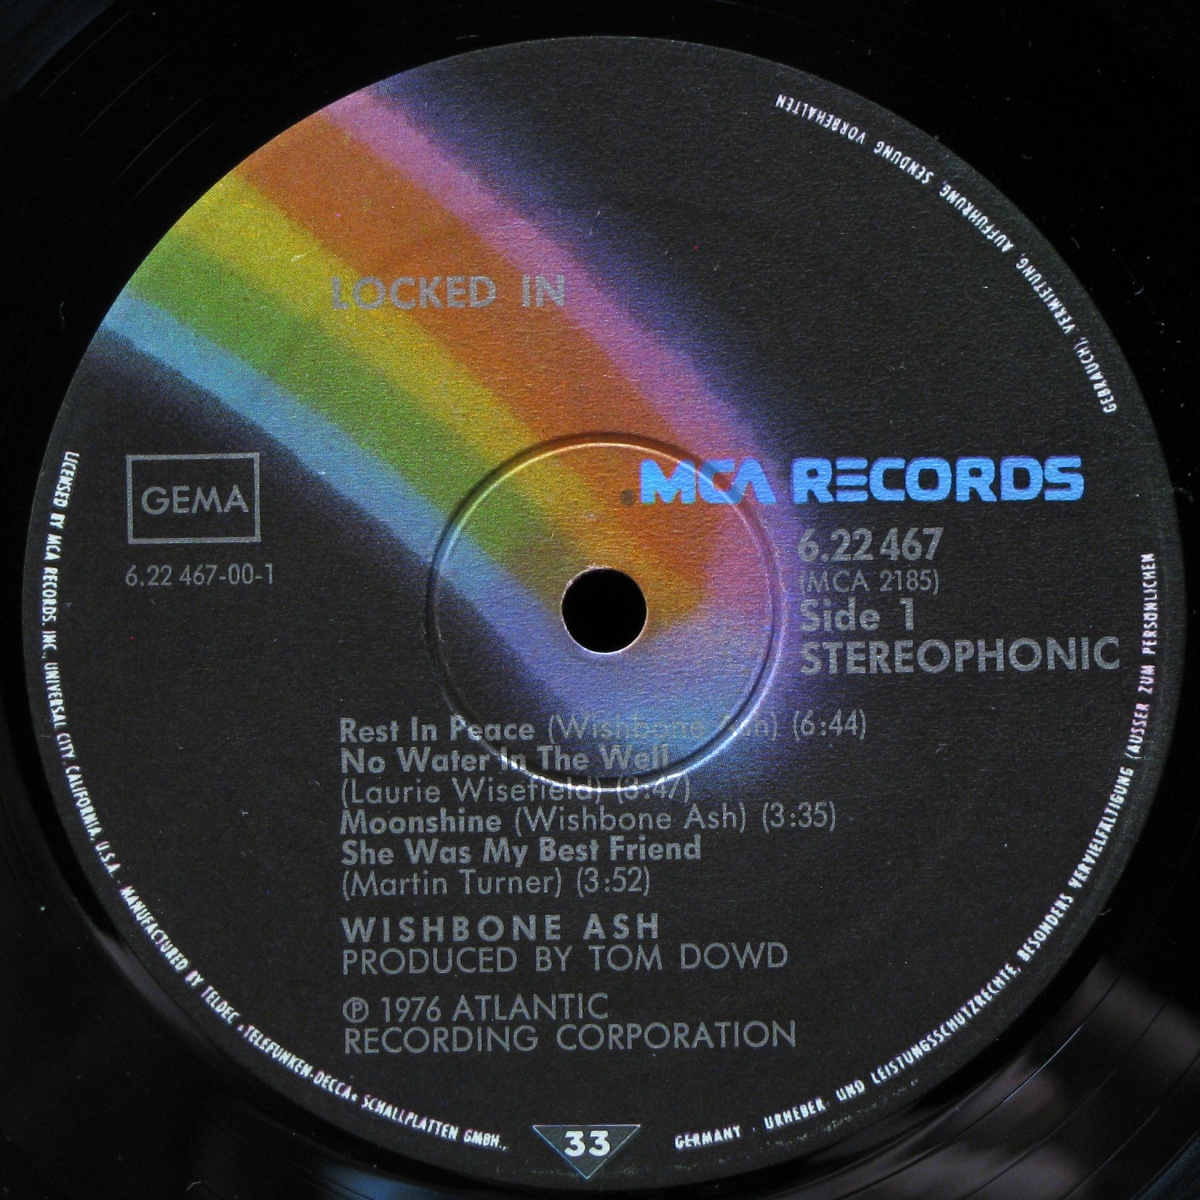 LOCKED IN
MCA RECORDS
GEMA
6.22 467-00-1
6.22 467
(MCA 2185)
Side 1
STEREOPHONIC
Rest In Peace (Wishbone Ash) (6:44)
No Water In The Well
(Laurie Wisefield) (3:47)
Moonshine (Wishbone Ash) (3:35)
She Was My Best Friend
(Martin Turner) (3:52)
WISHBONE ASH
PRODUCED BY TOM DOWD
℗ 1976 ATLANTIC
RECORDING CORPORATION
33
LICENSED BY MCA RECORDS, INC., UNIVERSAL CITY, CALIFORNIA, U.S.A. · MANUFACTURED BY TELDEC »TELEFUNKEN-DECCA« SCHALLPLATTEN GMBH.,
GERMANY · URHEBER- UND LEISTUNGSSCHUTZRECHTE, BESONDERS VERVIELFÄLTIGUNG (AUSSER ZUM PERSÖNLICHEN
GEBRAUCH), VERMIETUNG, AUFFÜHRUNG, SENDUNG VORBEHALTEN